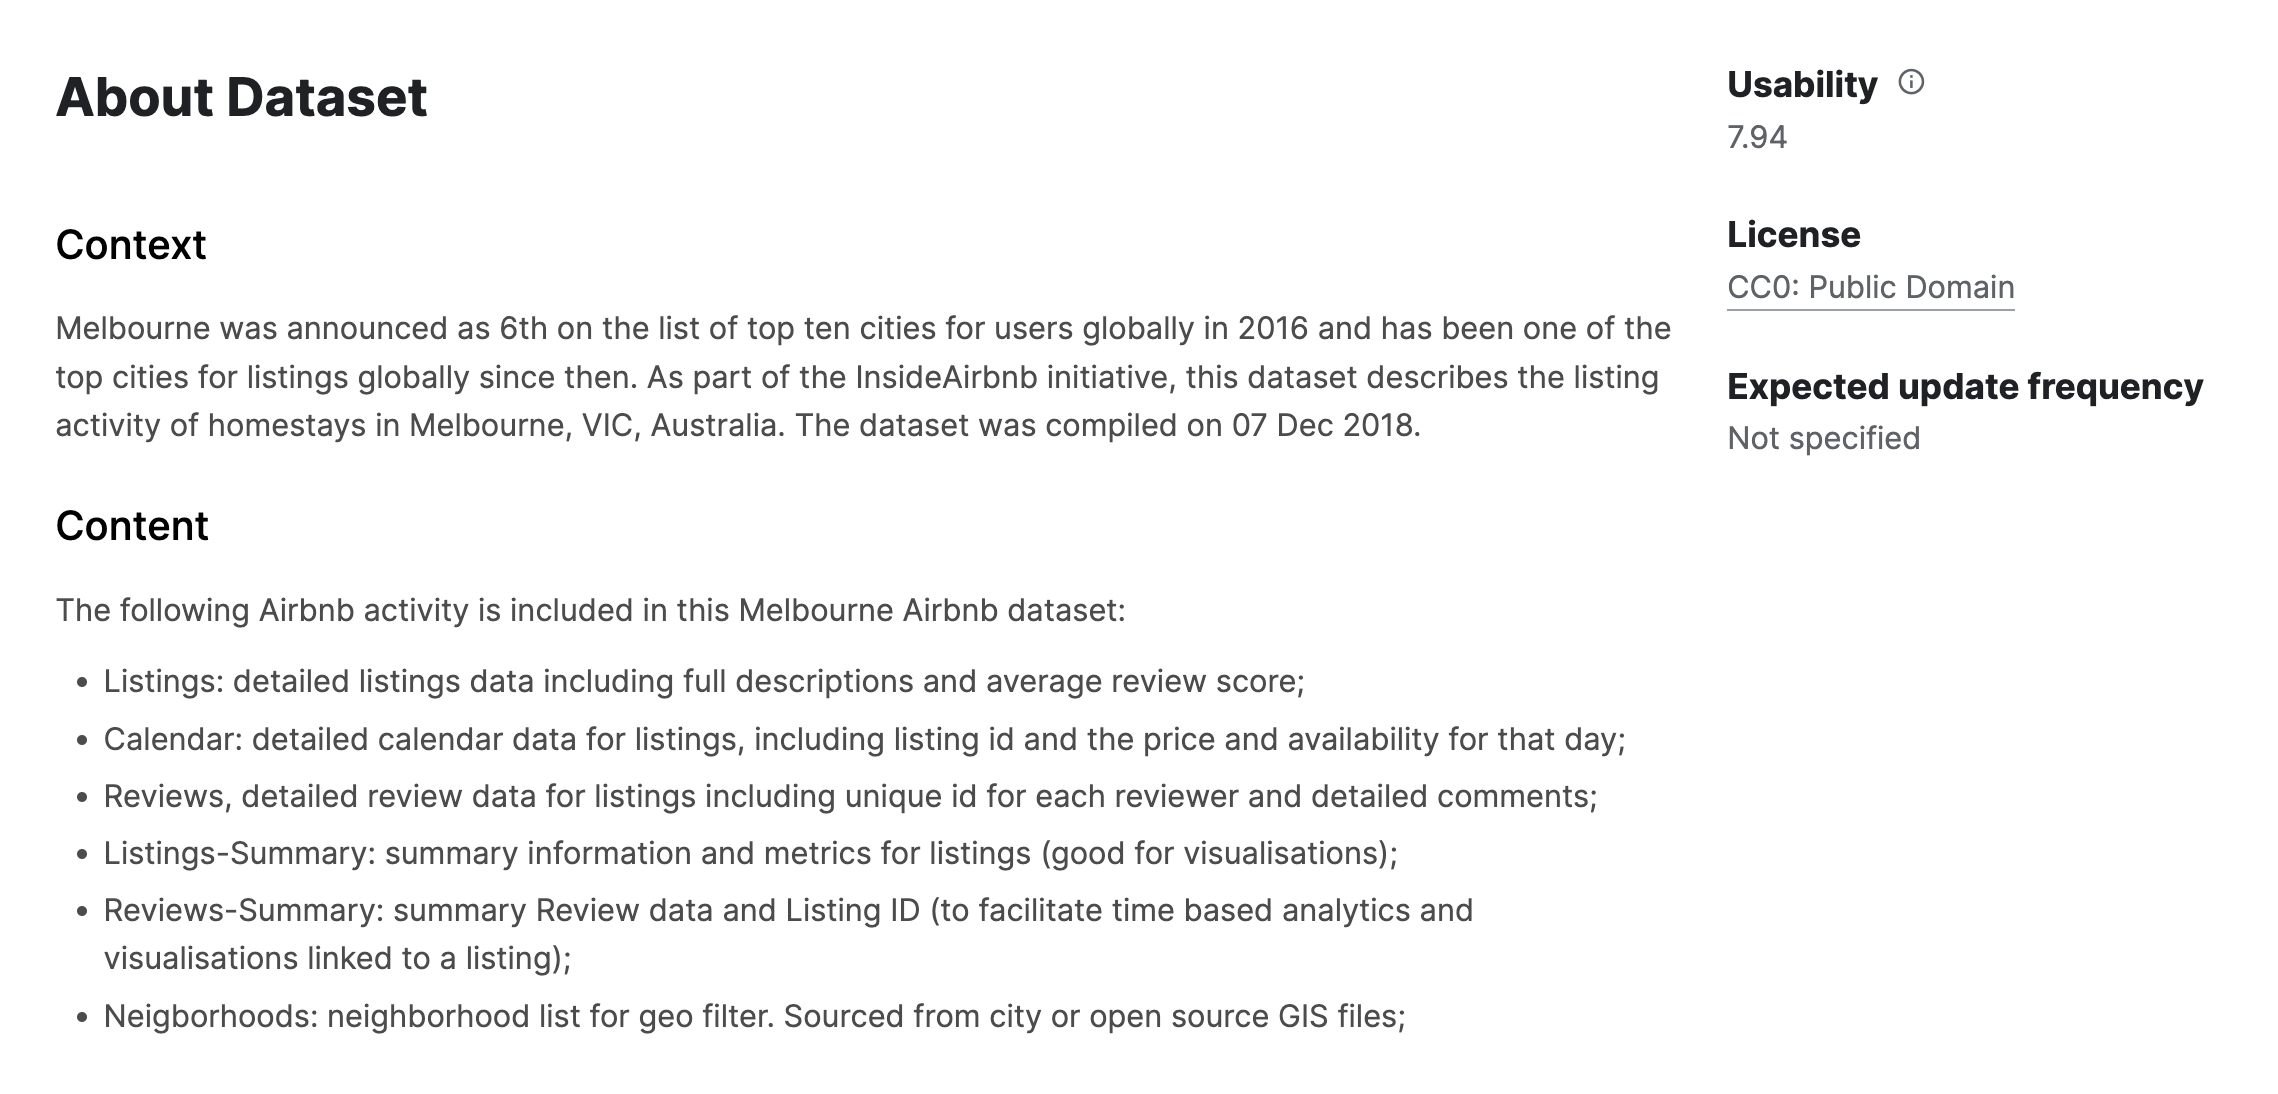 About Dataset
Context
Melbourne was announced as 6th on the list of top ten cities for users globally in 2016 and has been one of the
top cities for listings globally since then. As part of the InsideAirbnb initiative, this dataset describes the listing
activity of homestays in Melbourne, VIC, Australia. The dataset was compiled on 07 Dec 2018.
Content
The following Airbnb activity is included in this Melbourne Airbnb dataset:
• Listings: detailed listings data including full descriptions and average review score;
• Calendar: detailed calendar data for listings, including listing id and the price and availability for that day;
• Reviews, detailed review data for listings including unique id for each reviewer and detailed comments;
• Listings-Summary: summary information and metrics for listings (good for visualisations);
• Reviews-Summary: summary Review data and Listing ID (to facilitate time based analytics and
visualisations linked to a listing);
• Neigborhoods: neighborhood list for geo filter. Sourced from city or open source GIS files;
Usability
7.94
License
CC0: Public Domain
Expected update frequency
Not specified